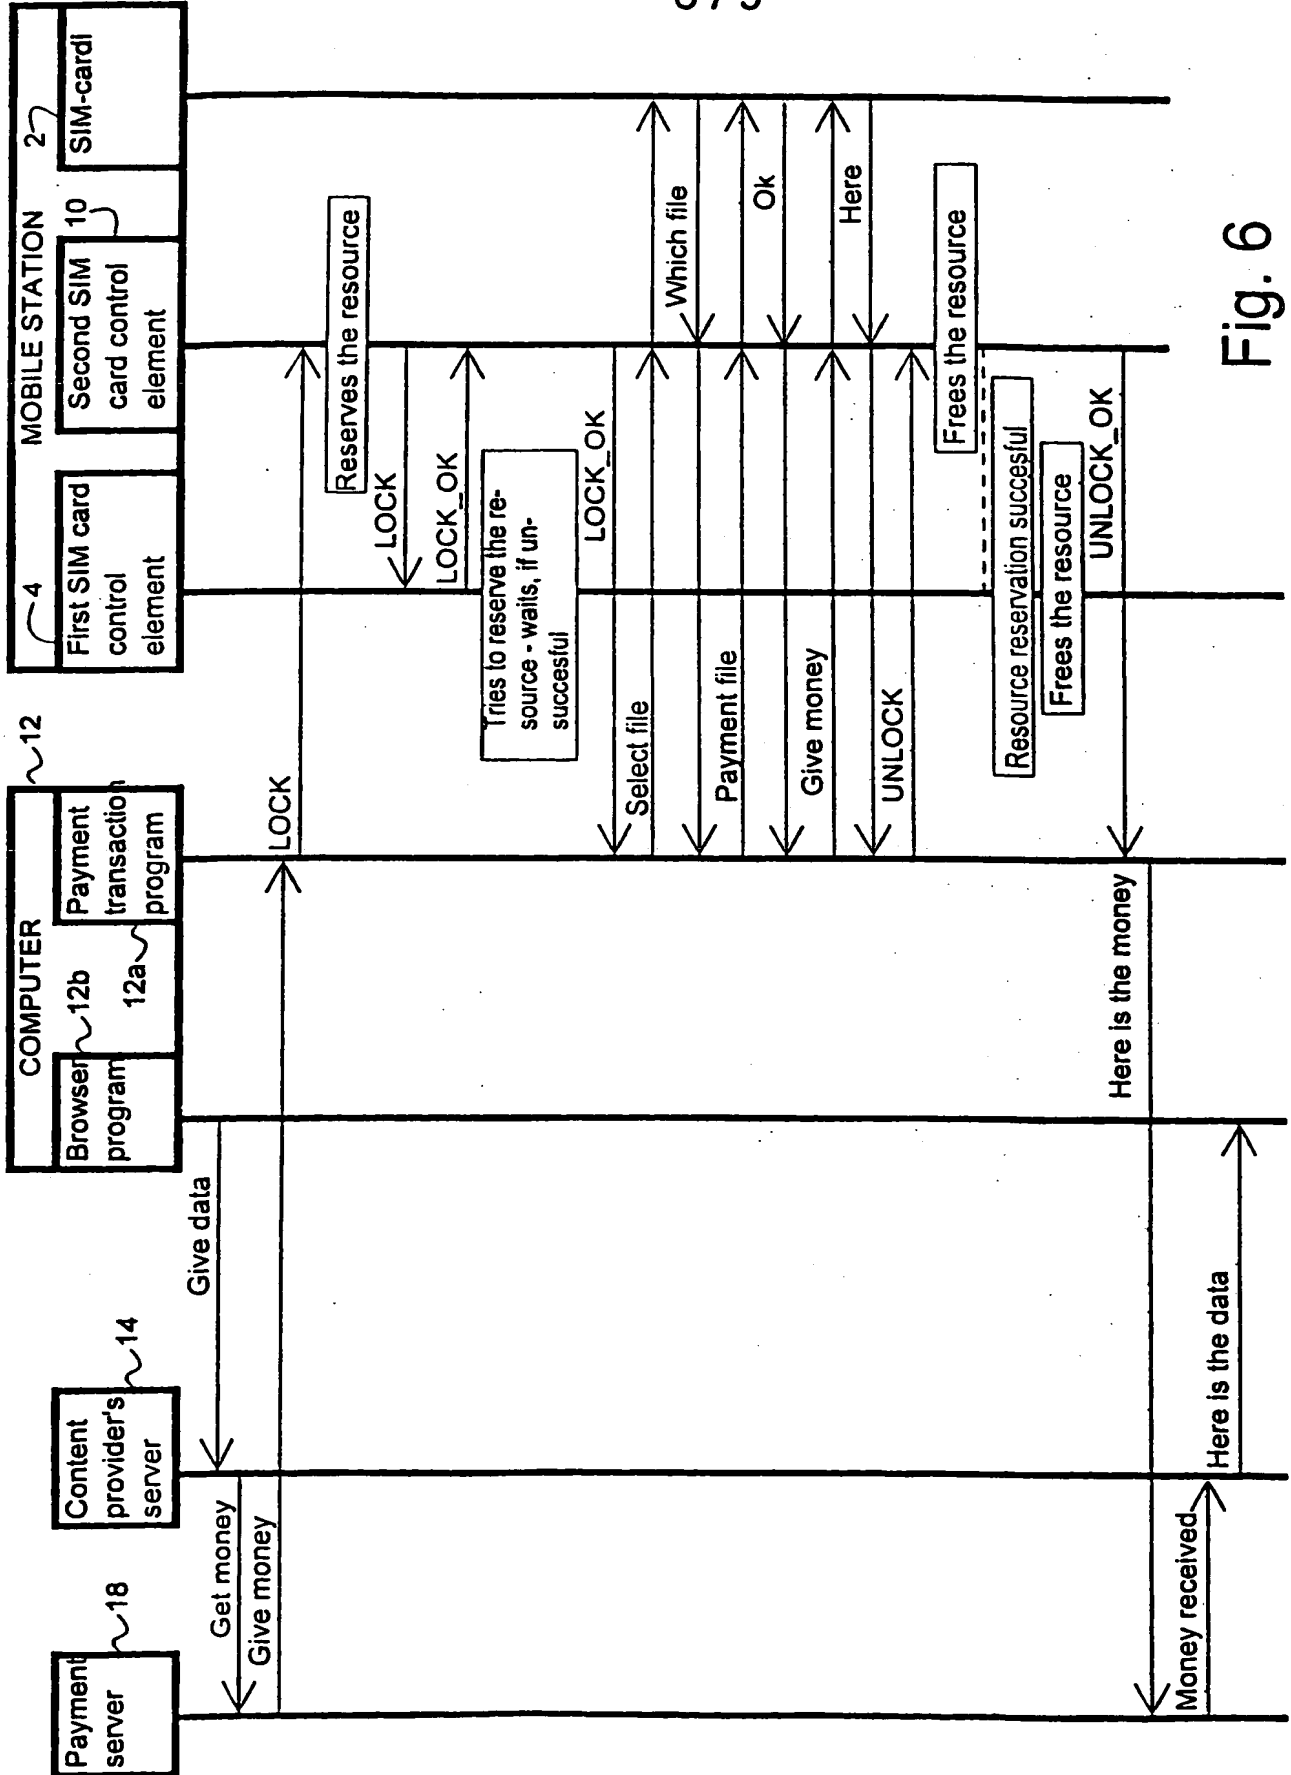 MOBILE STATION
2
SIM-cardi
10
Second SIM
card control
element
4
First SIM card
control
element
12
COMPUTER
Payment
transaction
program
12a
12b
Browser
program
14
Content
provider's
server
18
Payment
server
Give data
Get money
Give money
LOCK
Reserves the resource
LOCK
LOCK_OK
Tries to reserve the re-
source - waits, if un-
succesful
LOCK_OK
Select file
Which file
Payment file
Ok
Give money
Here
UNLOCK
Frees the resource
Resource reservation succesful
Frees the resource
UNLOCK_OK
Here is the money
Money received
Here is the data
Fig. 6